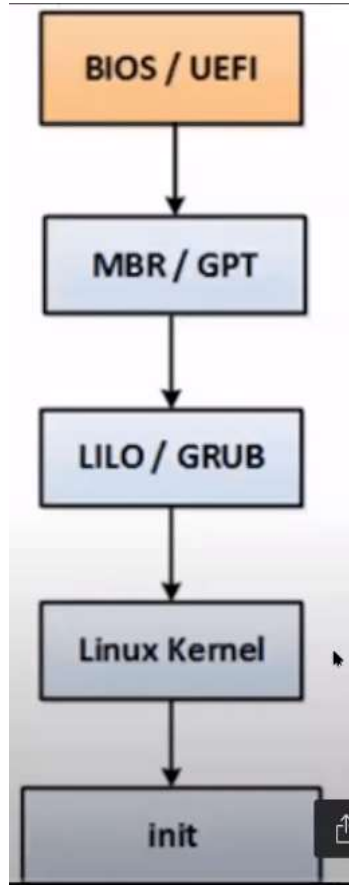 BIOS / UEFI
MBR / GPT
LILO / GRUB
Linux Kernel
init